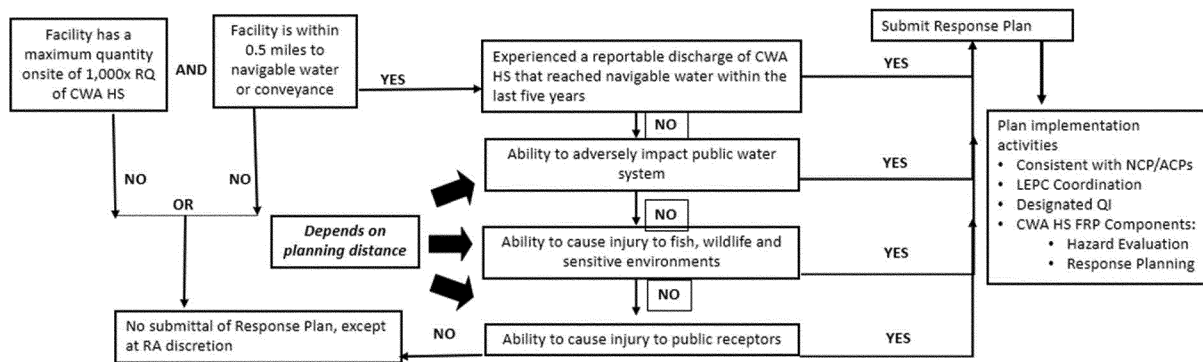 Facility has a
maximum quantity
onsite of 1,000x RQ
of CWA HS
AND
Facility is within
0.5 miles to
navigable water
or conveyance
YES
Experienced a reportable discharge of CWA
HS that reached navigable water within the
last five years
YES
Submit Response Plan
NO
NO
OR
NO
Ability to adversely impact public water
system
YES
Depends on
planning distance
NO
Ability to cause injury to fish, wildlife and
sensitive environments
YES
NO
Ability to cause injury to public receptors
YES
NO
No submittal of Response Plan, except
at RA discretion
Plan implementation
activities
• Consistent with NCP/ACPs
• LEPC Coordination
• Designated QI
• CWA HS FRP Components:
• Hazard Evaluation
• Response Planning